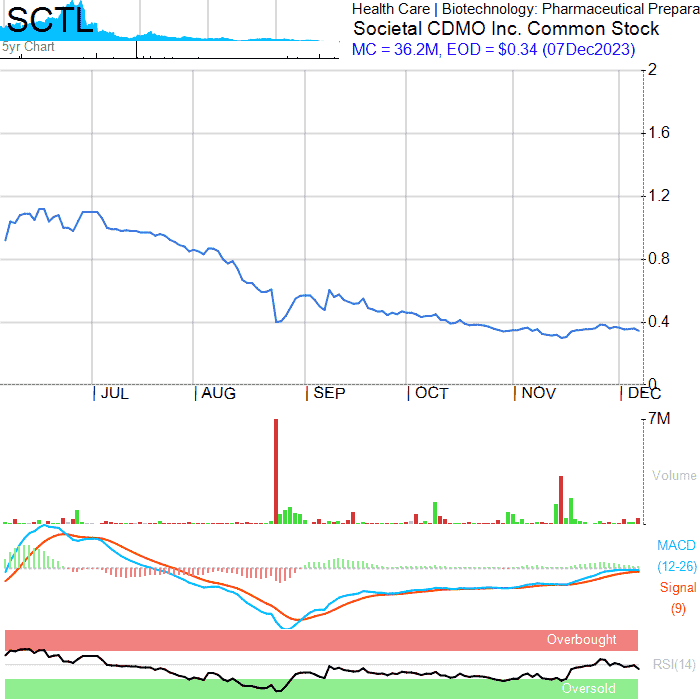 SCTL
5yr Chart
Health Care | Biotechnology: Pharmaceutical Prepara
Societal CDMO Inc. Common Stock
MC = 36.2M, EOD = $0.34 (07Dec2023)
2
1.6
1.2
0.8
0.4
0
JUL AUG SEP OCT NOV DEC
7M
Volume
MACD
(12-26)
Signal
(9)
Overbought
RSI(14)
Oversold